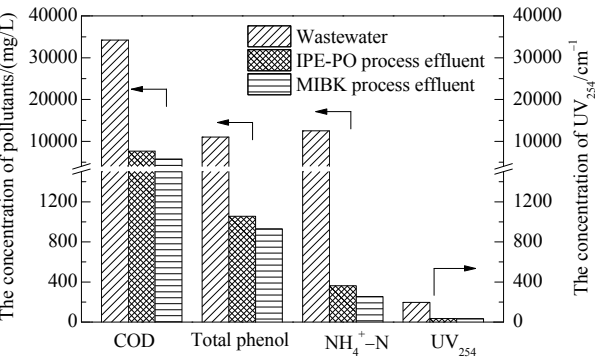 The concentration of pollutants/(mg/L)
40000
30000
20000
10000
1200
800
400
0
Wastewater
IPE-PO process effluent
MIBK process effluent
COD
Total phenol
NH₄⁺–N
UV₂₅₄
40000
30000
20000
10000
1200
800
400
0
The concentration of UV₂₅₄/cm⁻¹